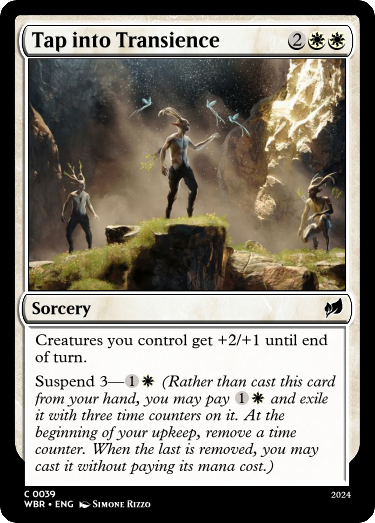 Tap into Transience 2
Sorcery
Creatures you control get +2/+1 until end
of turn.
Suspend 3—1 (Rather than cast this card
from your hand, you may pay 1 and exile
it with three time counters on it. At the
beginning of your upkeep, remove a time
counter. When the last is removed, you may
cast it without paying its mana cost.)
C 0039 2024
WBR • ENG Simone Rizzo